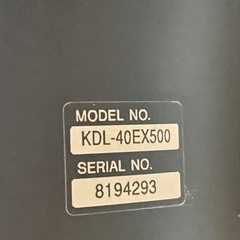 MODEL NO.
KDL-40EX500
SERIAL NO.
8194293